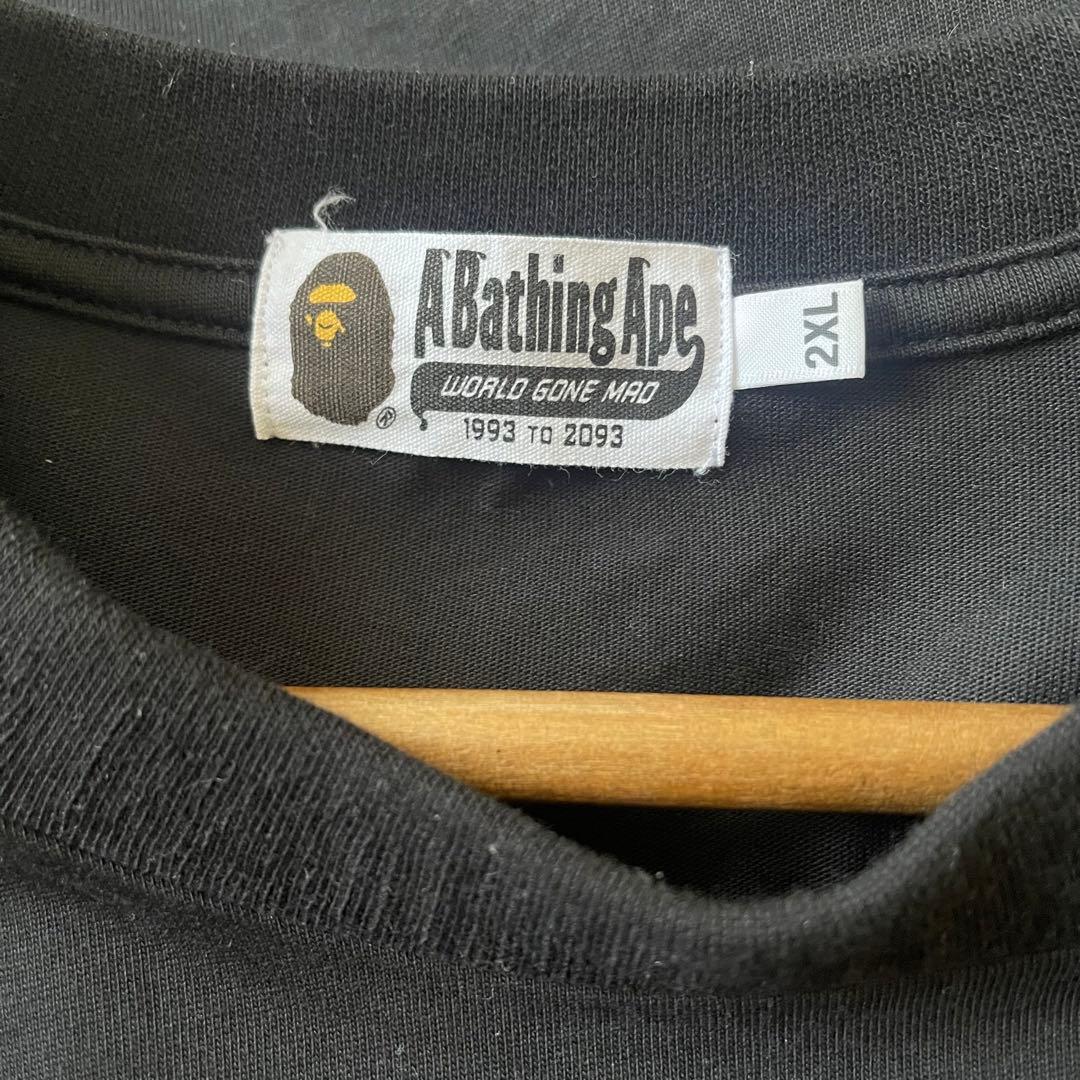 A Bathing Ape
WORLD GONE MAD
1993 TO 2093
®
2XL